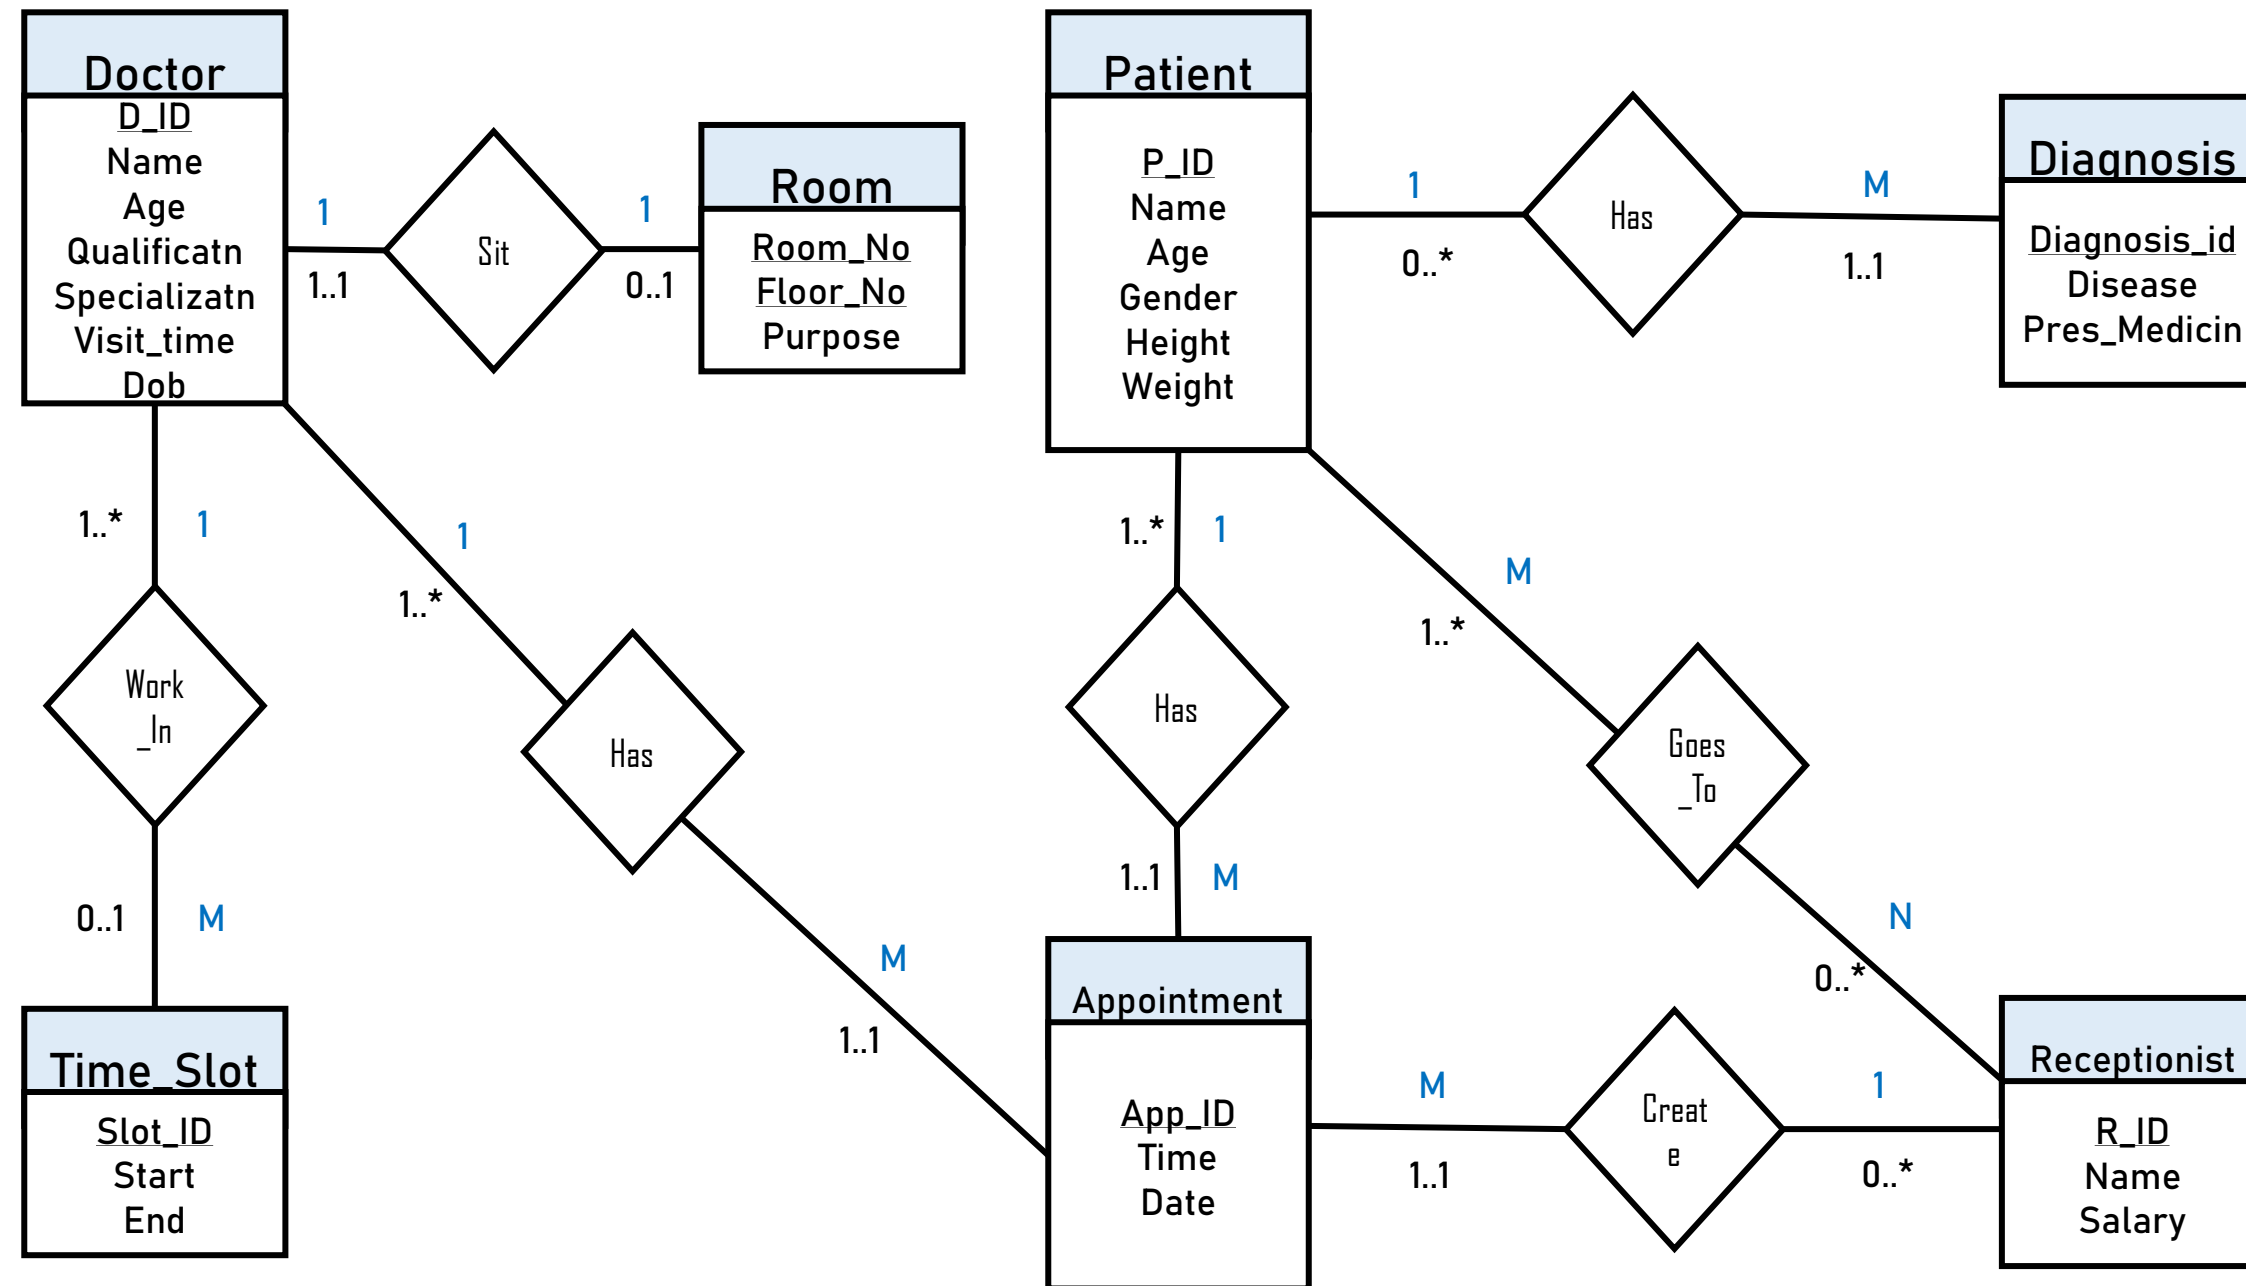 Doctor
D_ID
Name
Age
Qualificatn
Specializatn
Visit_time
Dob
1
1..1
Sit
1
0..1
Room
Room_No
Floor_No
Purpose
Patient
P_ID
Name
Age
Gender
Height
Weight
1
0..*
Has
M
1..1
Diagnosis
Diagnosis_id
Disease
Pres_Medicin
1..*
1
Work
_In
0..1
M
Time_Slot
Slot_ID
Start
End
1
1..*
Has
M
1..1
1..*
1
Has
1..1
M
Appointment
App_ID
Time
Date
M
1..*
Goes
_To
N
0..*
M
1..1
Creat
e
1
0..*
Receptionist
R_ID
Name
Salary